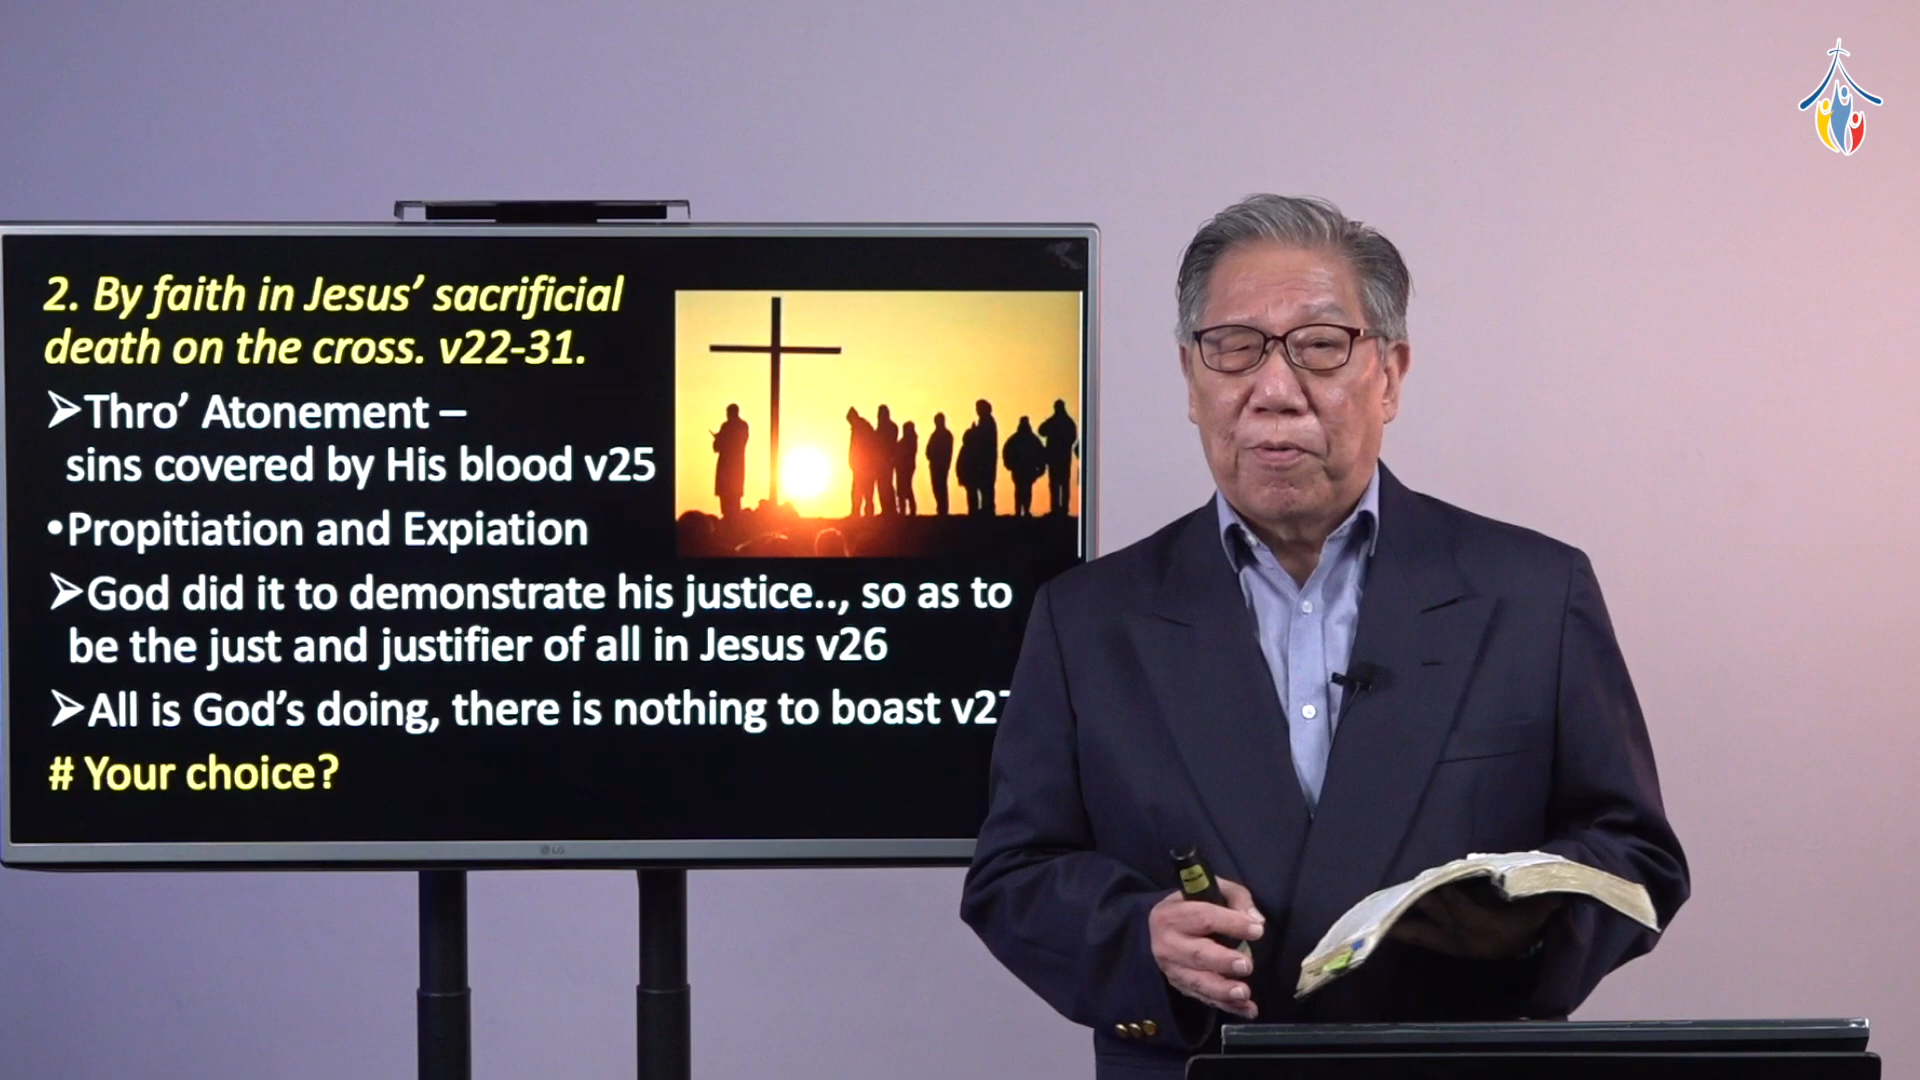 2. By faith in Jesus’ sacrificial
death on the cross. v22-31.
➢Thro’ Atonement –
sins covered by His blood v25
•Propitiation and Expiation
➢God did it to demonstrate his justice.., so as to
be the just and justifier of all in Jesus v26
➢All is God’s doing, there is nothing to boast v27
# Your choice?
LG